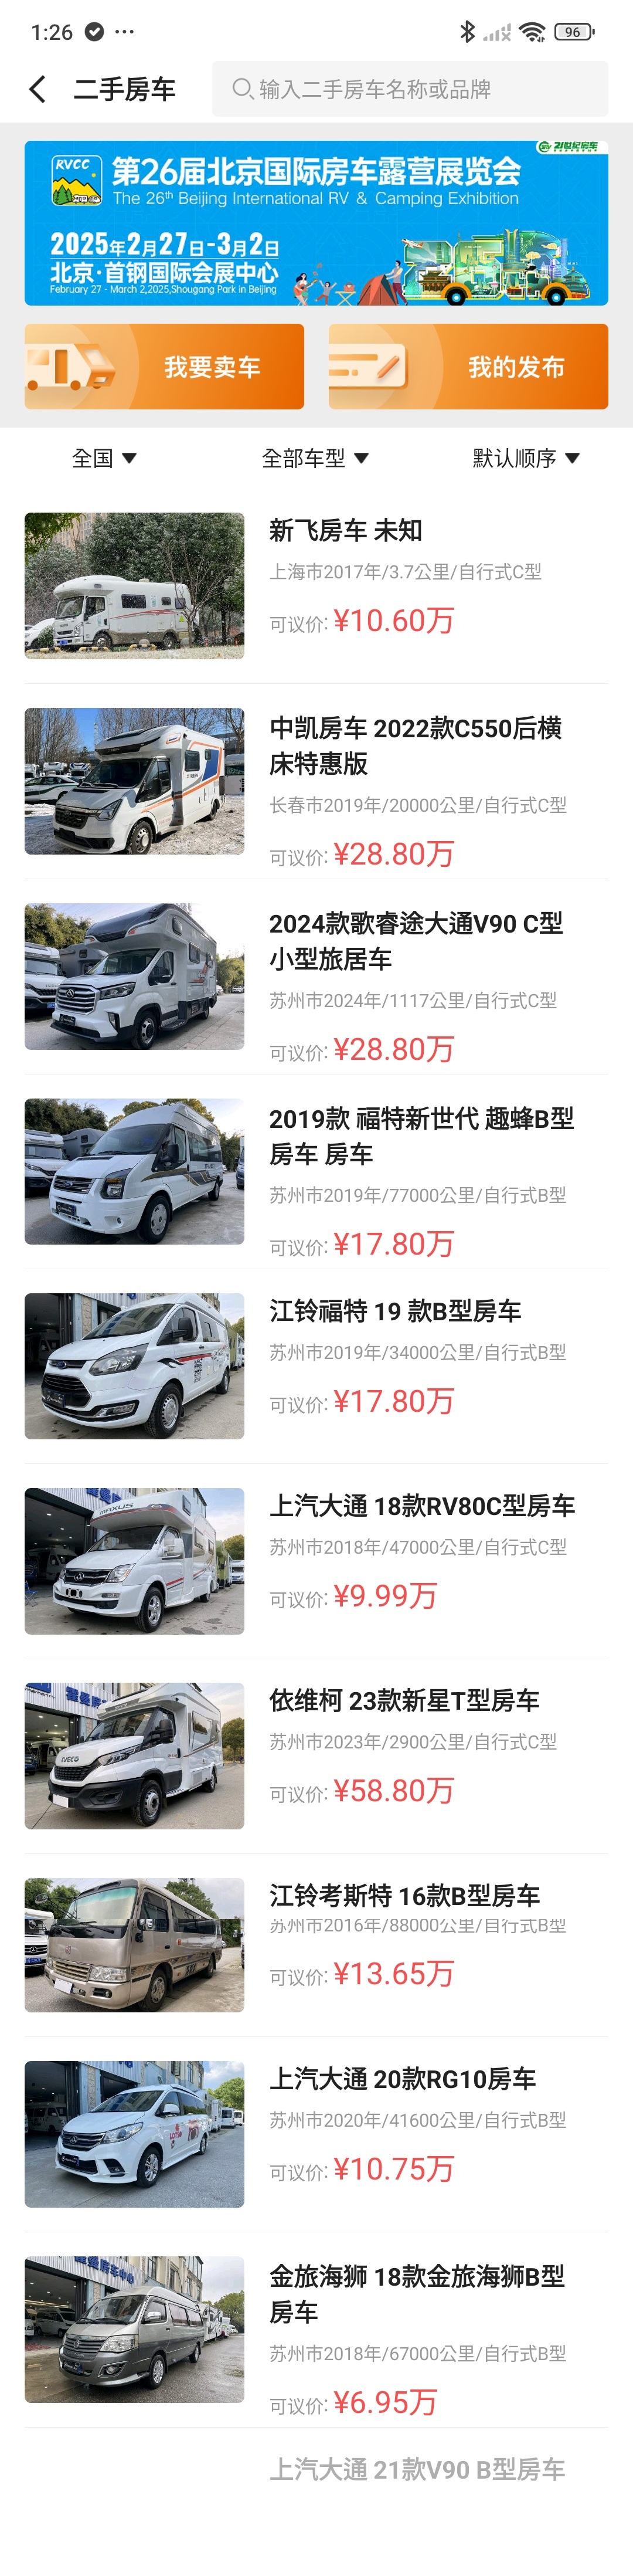 1:26
96
二手房车
输入二手房车名称或品牌
RVCC
21世纪房车
第26届北京国际房车露营展览会
The 26th Beijing International RV & Camping Exhibition
2025年2月27日-3月2日
北京·首钢国际会展中心
February 27 - March 2,2025,Shougang Park in Beijing
我要卖车
我的发布
全国
全部车型
默认顺序
新飞房车 未知
上海市2017年/3.7公里/自行式C型
可议价: ¥10.60万
中凯房车 2022款C550后横
床特惠版
长春市2019年/20000公里/自行式C型
可议价: ¥28.80万
2024款歌睿途大通V90 C型
小型旅居车
苏州市2024年/1117公里/自行式C型
可议价: ¥28.80万
2019款 福特新世代 趣蜂B型
房车 房车
苏州市2019年/77000公里/自行式B型
可议价: ¥17.80万
江铃福特 19 款B型房车
苏州市2019年/34000公里/自行式B型
可议价: ¥17.80万
MAXUS
上汽大通 18款RV80C型房车
苏州市2018年/47000公里/自行式C型
可议价: ¥9.99万
IVECO
依维柯 23款新星T型房车
苏州市2023年/2900公里/自行式C型
可议价: ¥58.80万
江铃考斯特 16款B型房车
苏州市2016年/88000公里/自行式B型
可议价: ¥13.65万
上汽大通 20款RG10房车
苏州市2020年/41600公里/自行式B型
可议价: ¥10.75万
金旅海狮 18款金旅海狮B型
房车
苏州市2018年/67000公里/自行式B型
可议价: ¥6.95万
上汽大通 21款V90 B型房车